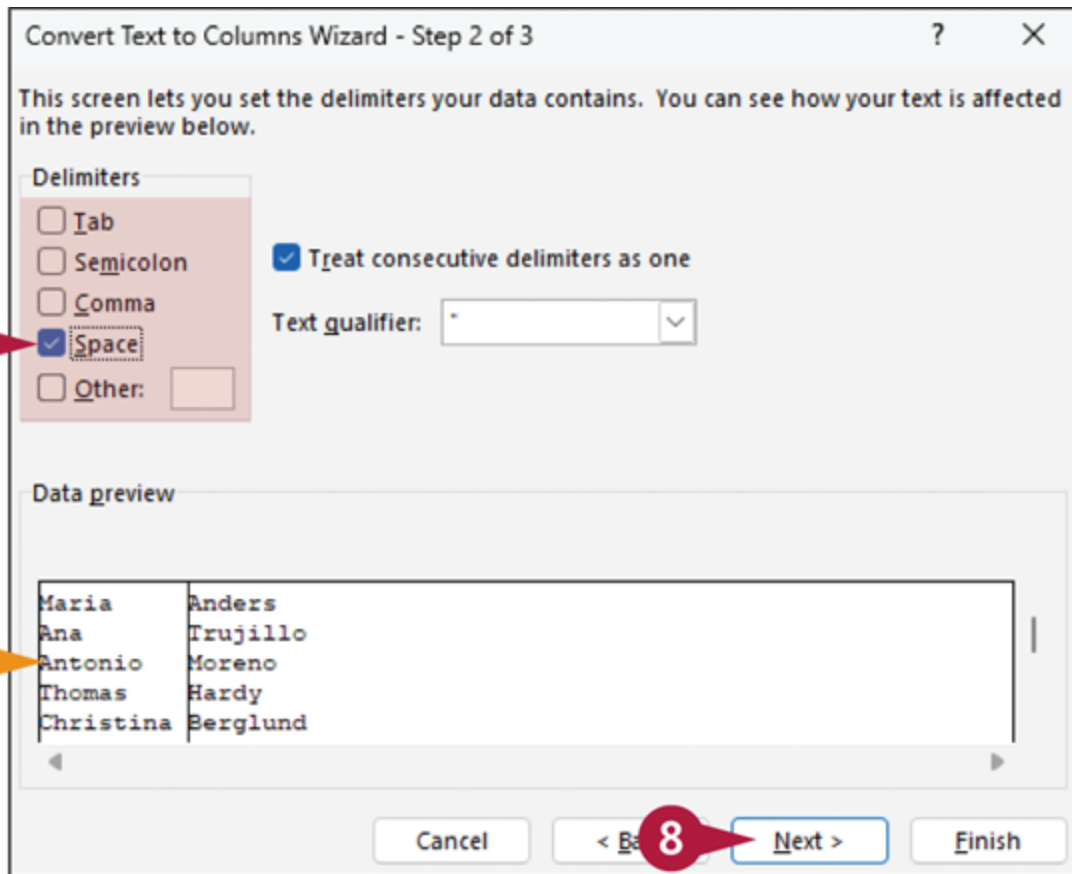 Convert Text to Columns Wizard - Step 2 of 3 ? ✕
This screen lets you set the delimiters your data contains. You can see how your text is affected
in the preview below.
Delimiters
Tab
Semicolon
Comma
Space
Other:
Treat consecutive delimiters as one
Text qualifier: "
Data preview
Maria Anders
Ana Trujillo
Antonio Moreno
Thomas Hardy
Christina Berglund
Cancel < Ba 8 Next > Finish